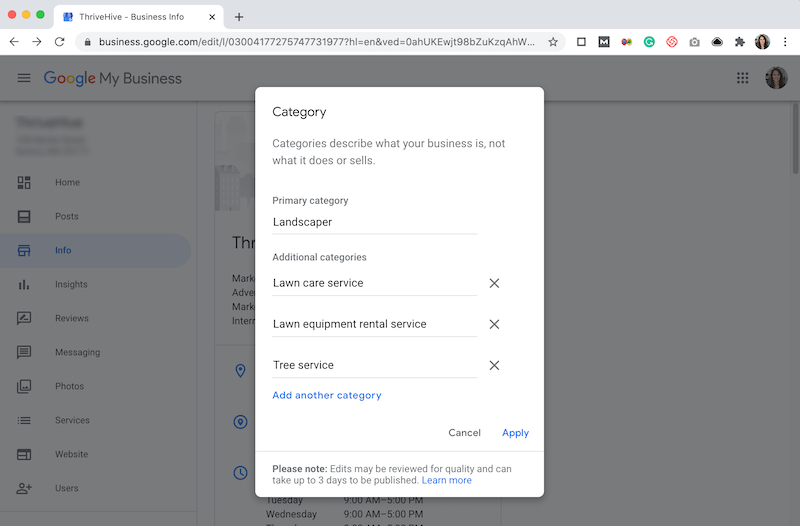 ThriveHive - Business Info
business.google.com/edit/l/03004177275747731977?hl=en&ved=0ahUKEwjt98bZuKzqAhW...
Google My Business
Home
Posts
Info
Insights
Reviews
Messaging
Photos
Services
Website
Users
Thr
Mark
Adve
Mark
Inter
Category
Categories describe what your business is, not
what it does or sells.
Primary category
Landscaper
Additional categories
Lawn care service
Lawn equipment rental service
Tree service
Add another category
Cancel Apply
Please note: Edits may be reviewed for quality and can
take up to 3 days to be published. Learn more
Tuesday 9:00 AM–5:00 PM
Wednesday 9:00 AM–5:00 PM